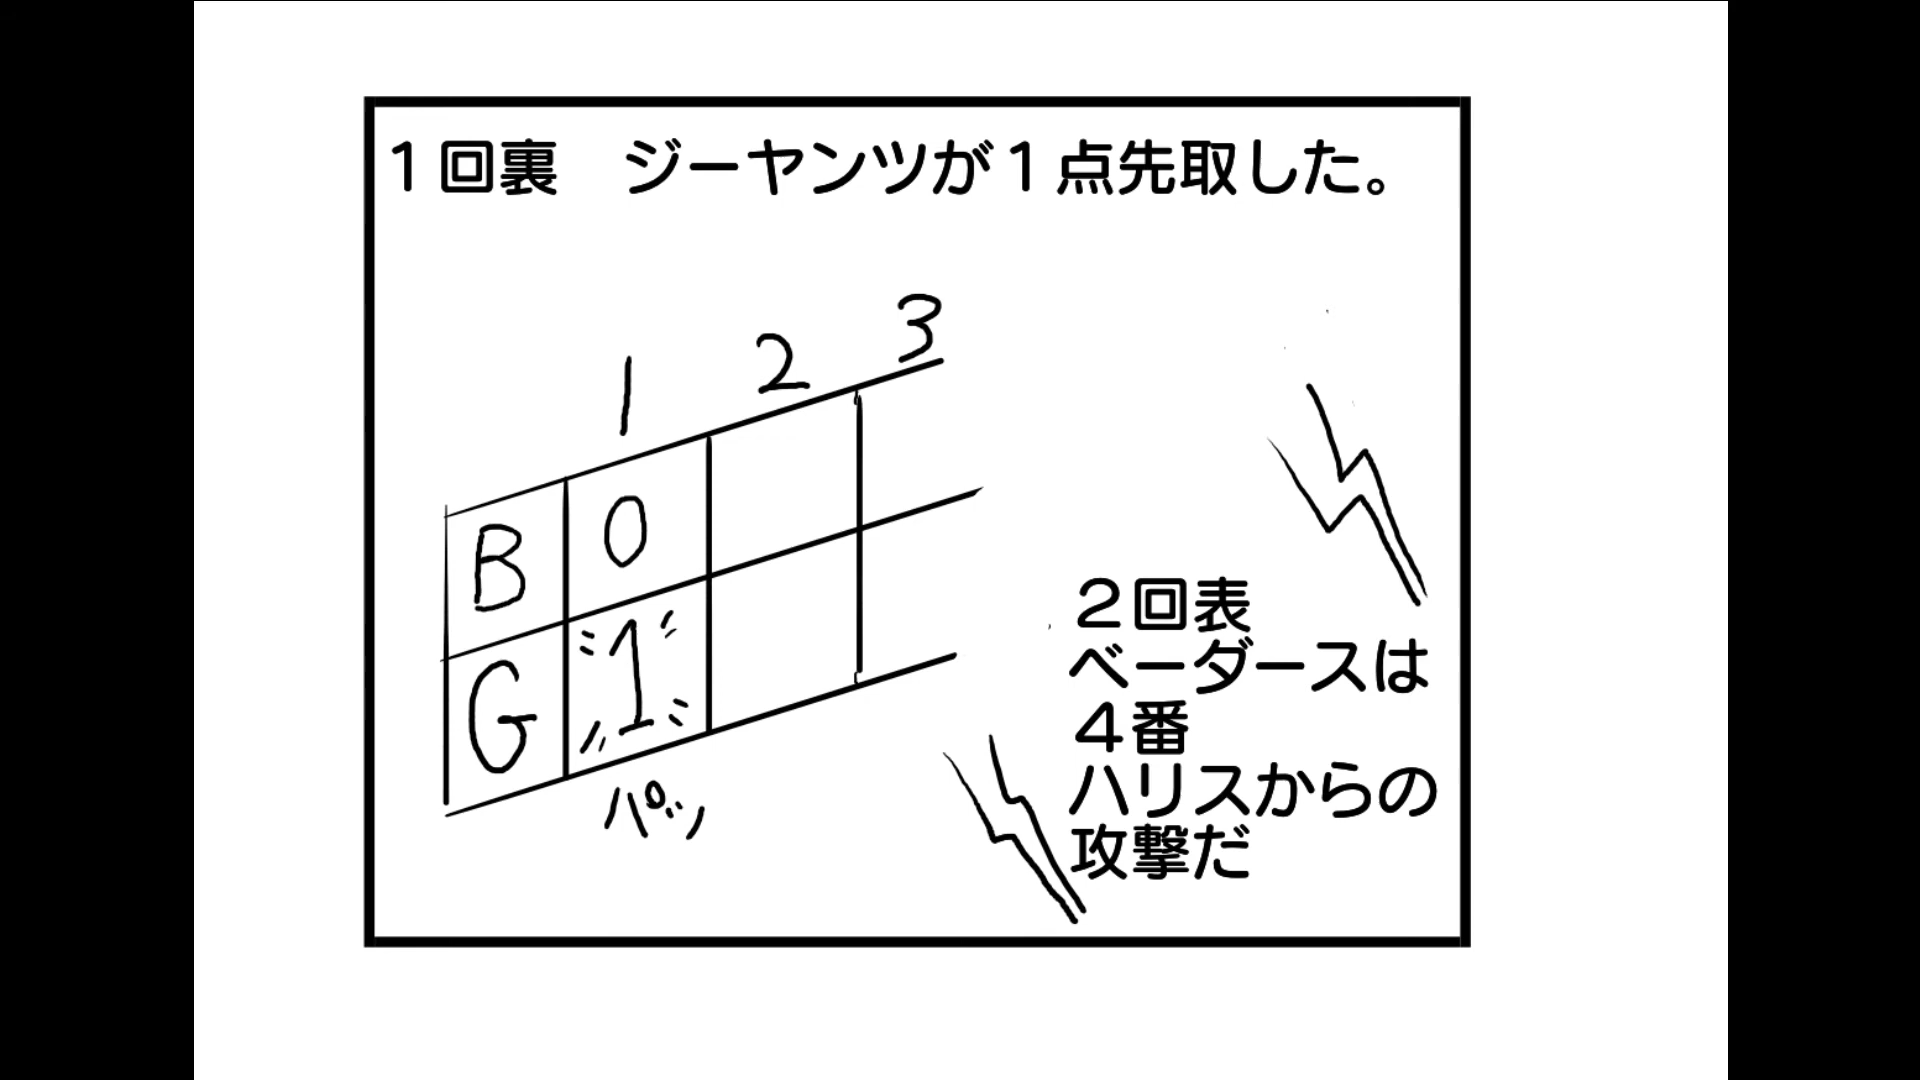 １回裏　ジーヤンツが１点先取した。
1 2 3
B 0
G 1
パッ
２回表
ベーダースは
４番
ハリスからの
攻撃だ